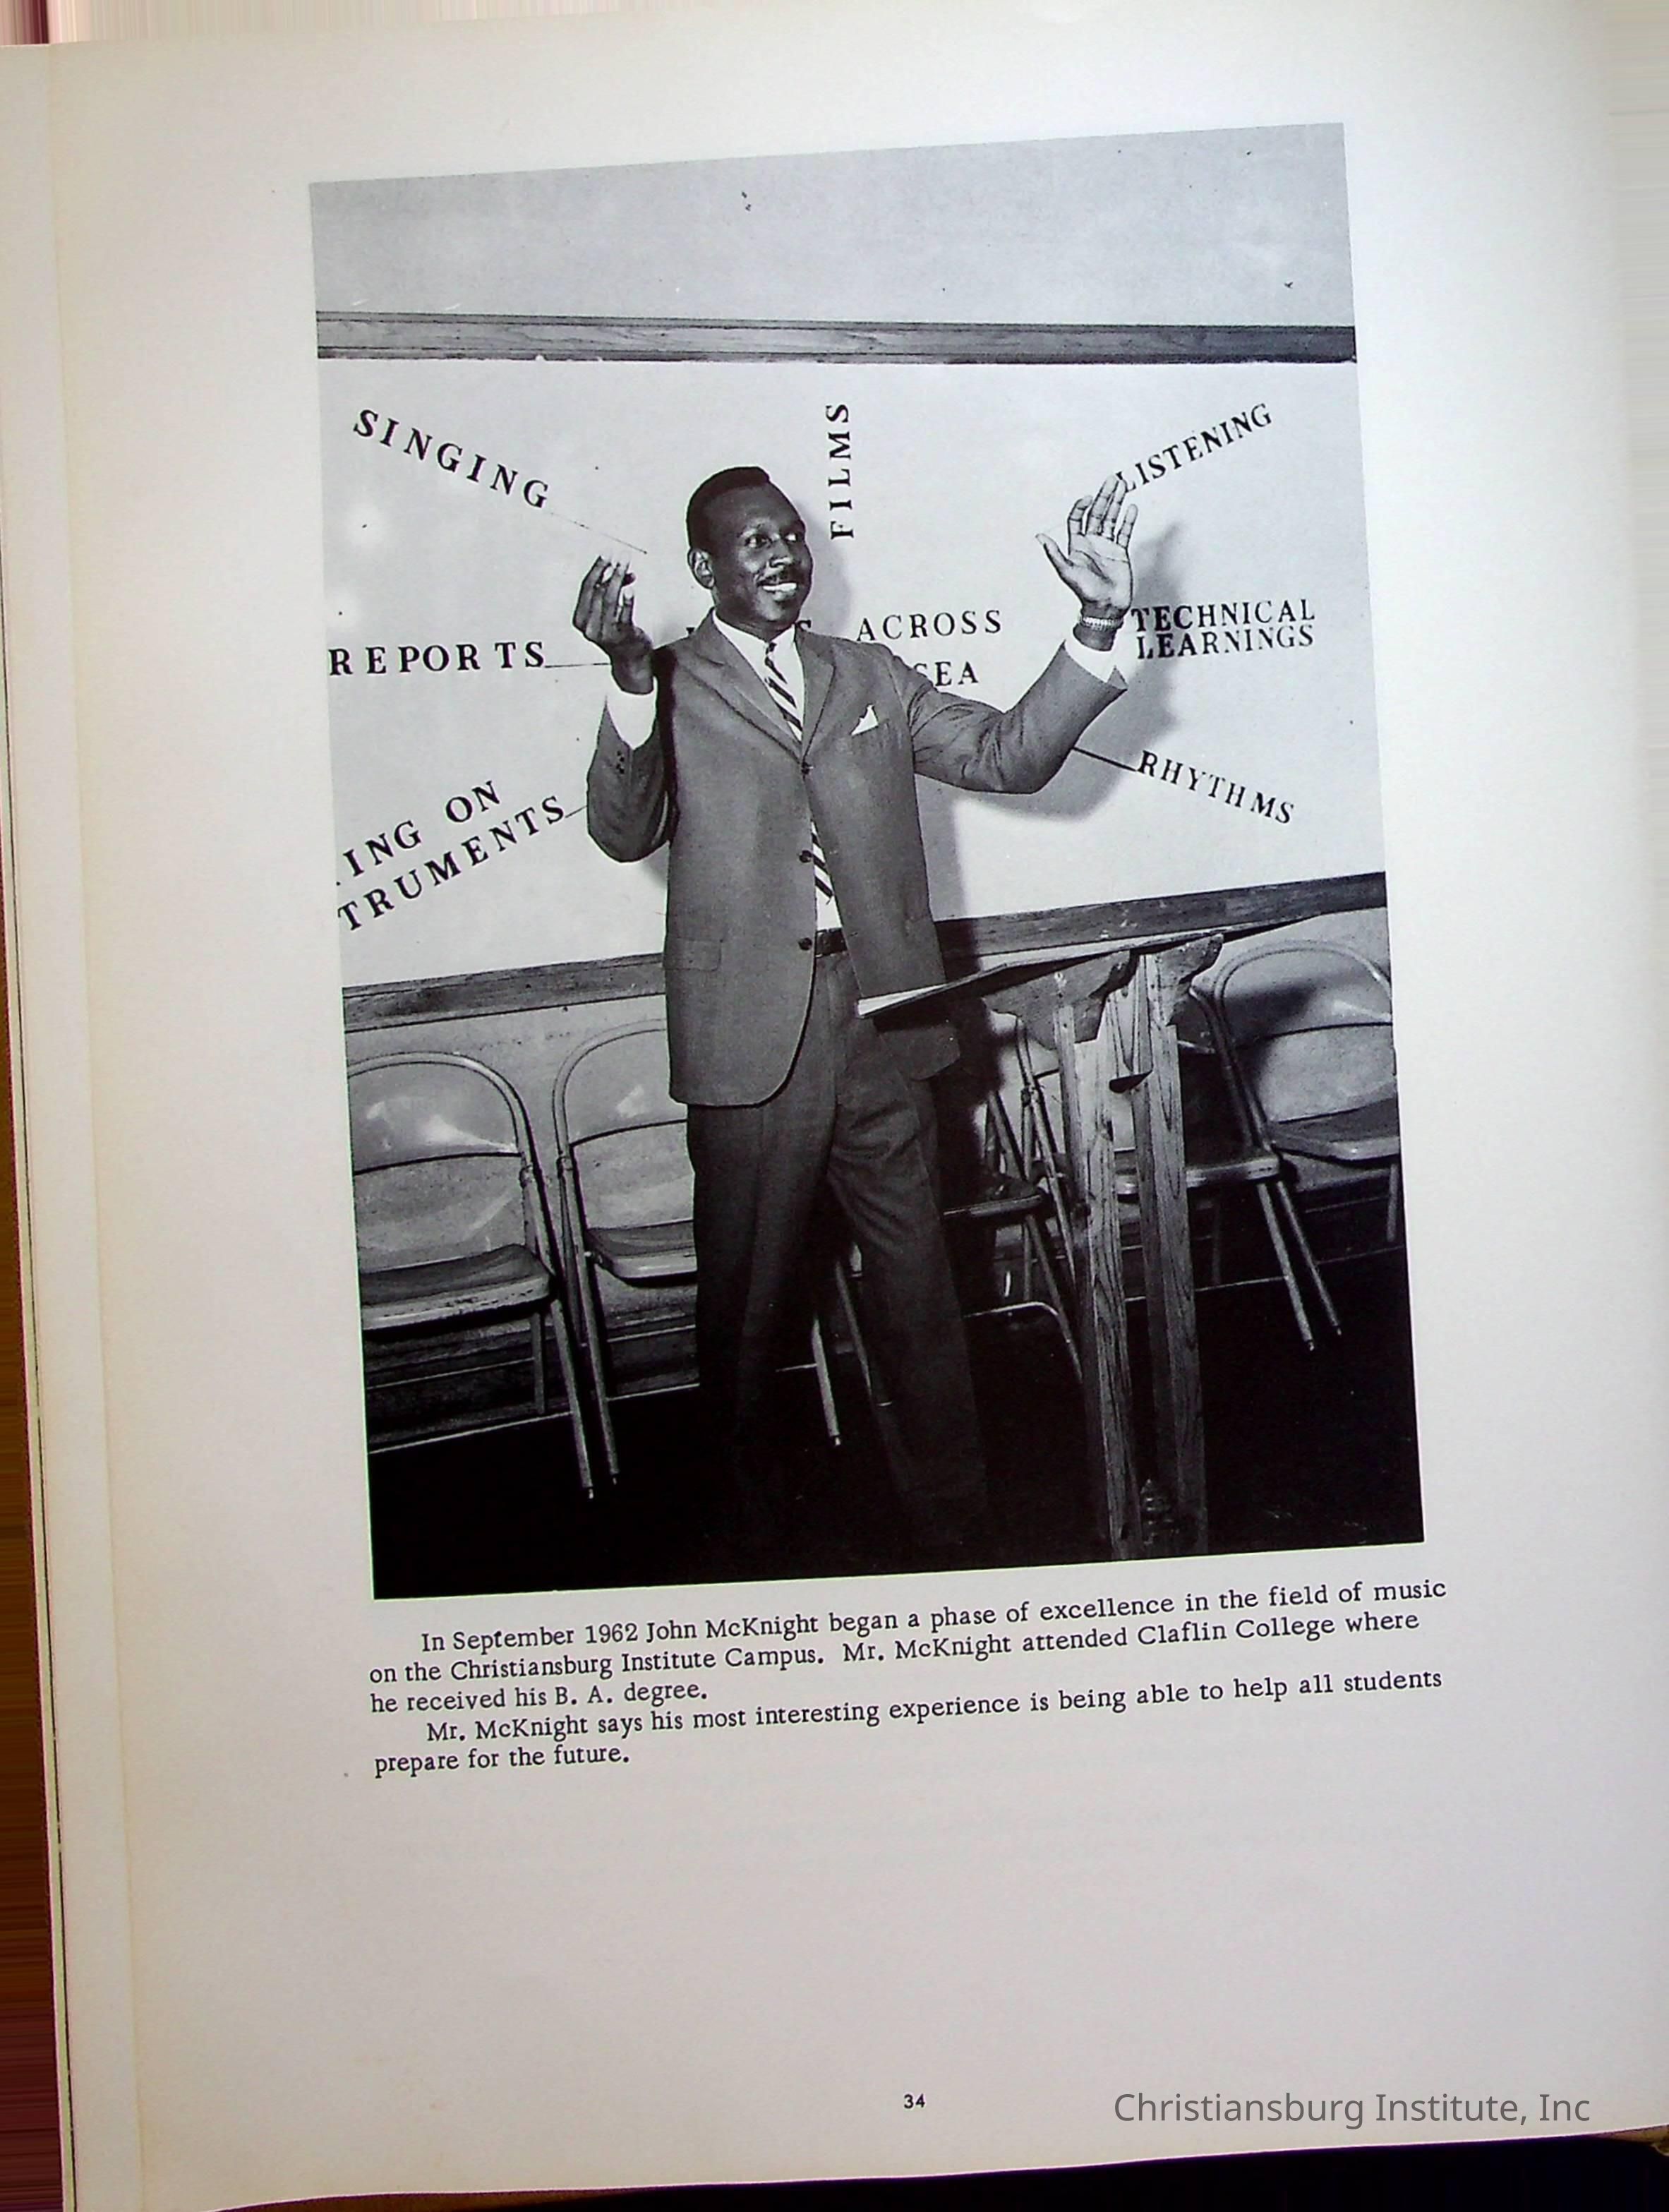 SINGING
FILMS
LISTENING
REPORTS
ACROSS
SEA
TECHNICAL
LEARNINGS
ING ON
TRUMENTS
RHYTHMS
In September 1962 John McKnight began a phase of excellence in the field of music
on the Christiansburg Institute Campus. Mr. McKnight attended Claflin College where
he received his B. A. degree.
Mr. McKnight says his most interesting experience is being able to help all students
prepare for the future.
34
Christiansburg Institute, Inc